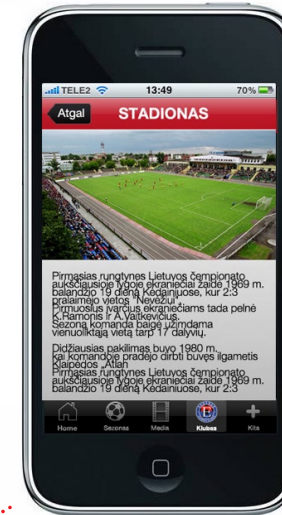 TELE2 13:49 70%
Atgal STADIONAS
Pirmąsias rungtynes Lietuvos čempionato
aukščiausioje lygoje ekraniečiai žaidė 1969 m.
balandžio 19 dieną Kėdainiuose, kur 2:3
pralaimėjo vietos "Nevėžiui".
Pirmuosius įvarčius ekraniečiams tada pelnė
K.Ramonis ir A.Vaitkevičius.
Sezoną komanda baigė užimdama
vienuoliktąją vietą tarp 17 dalyvių.
Didžiausias pakilimas buvo 1980 m.
kai komandoje pradėjo dirbti buvęs ilgametis
Klaipėdos "Atlan
Pirmąsias rungtynes Lietuvos čempionato
aukščiausioje lygoje ekraniečiai žaidė 1969 m.
balandžio 19 dieną Kėdainiuose, kur 2:3
Home Sezonas Media Klubas Kita